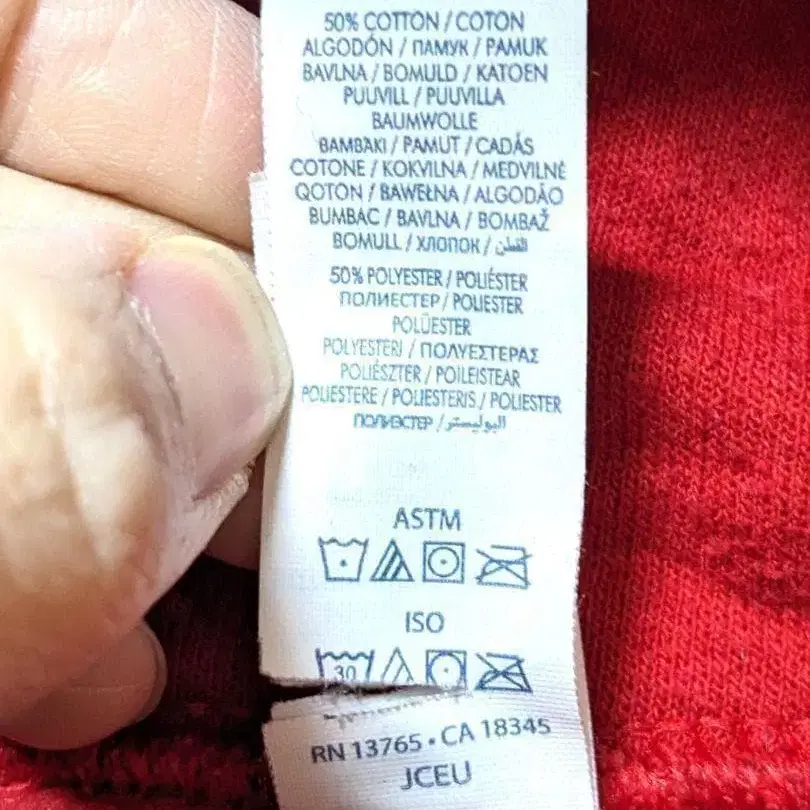 50% COTTON / COTON
ALGODÓN / ПАМУК / PAMUK
BAVLNA / BOMULD / KATOEN
PUUVILL / PUUVILLA
BAUMWOLLE
ΒΑΜΒΑΚΙ / PAMUT / CADÁS
COTONE / KOKVILNA / MEDVILNĖ
QOTON / BAWEŁNA / ALGODÃO
BUMBAC / BAVLNA / BOMBAŽ
BOMULL / ХЛОПОК / القطن
50% POLYESTER / POLIÉSTER
ПОЛИЕСТЕР / POLIESTER
POLÜESTER
POLYESTERI / ΠΟΛΥΕΣΤΕΡΑΣ
POLIÉSZTER / POILEISTEAR
POLIESTERE / POLIESTERIS / POLIESTER
ПОЛИЭСТЕР / البوليستر
ASTM
ISO
30
RN 13765 • CA 18345
JCEU